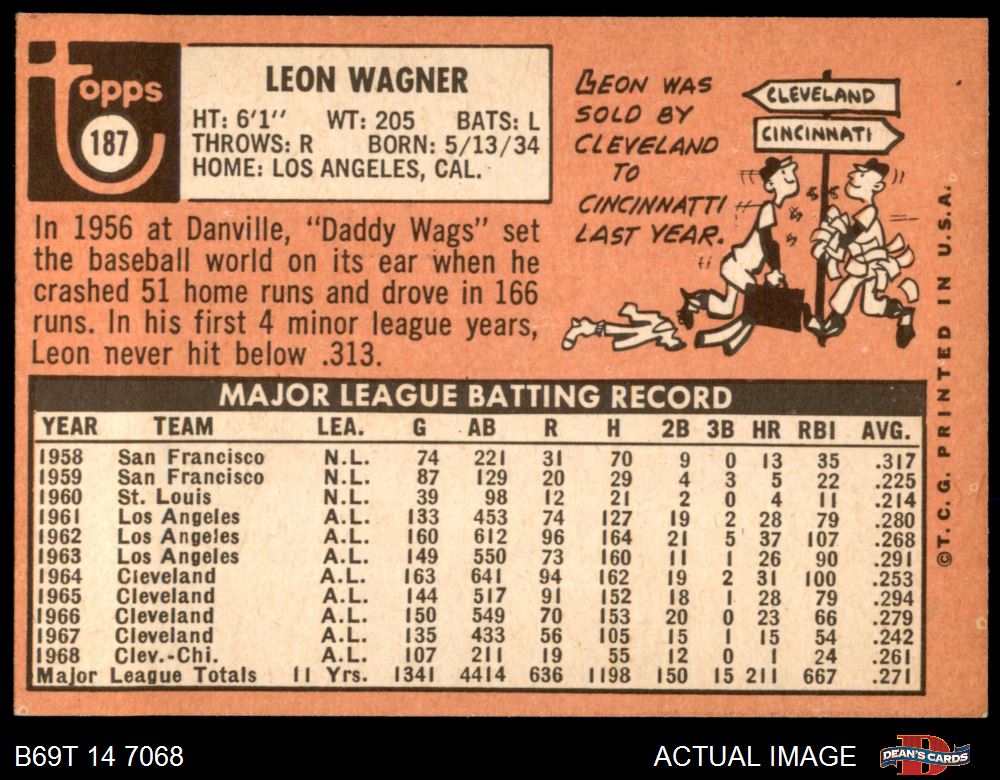 topps
187
LEON WAGNER
HT: 6'1" WT: 205 BATS: L
THROWS: R BORN: 5/13/34
HOME: LOS ANGELES, CAL.
In 1956 at Danville, "Daddy Wags" set
the baseball world on its ear when he
crashed 51 home runs and drove in 166
runs. In his first 4 minor league years,
Leon never hit below .313.
LEON WAS
SOLD BY
CLEVELAND
TO
CINCINNATTI
LAST YEAR.
CLEVELAND
CINCINNATI
$ $ $ $
MAJOR LEAGUE BATTING RECORD
YEAR TEAM LEA. G AB R H 2B 3B HR RBI AVG.
1958 San Francisco N.L. 74 221 31 70 9 0 13 35 .317
1959 San Francisco N.L. 87 129 20 29 4 3 5 22 .225
1960 St. Louis N.L. 39 98 12 21 2 0 4 11 .214
1961 Los Angeles A.L. 133 453 74 127 19 2 28 79 .280
1962 Los Angeles A.L. 160 612 96 164 21 5 37 107 .268
1963 Los Angeles A.L. 149 550 73 160 11 1 26 90 .291
1964 Cleveland A.L. 163 641 94 162 19 2 31 100 .253
1965 Cleveland A.L. 144 517 91 152 18 1 28 79 .294
1966 Cleveland A.L. 150 549 70 153 20 0 23 66 .279
1967 Cleveland A.L. 135 433 56 105 15 1 15 54 .242
1968 Clev.-Chi. A.L. 107 211 19 55 12 0 1 24 .261
Major League Totals 11 Yrs. 1341 4414 636 1198 150 15 211 667 .271
©T.C.G. PRINTED IN U.S.A.
B69T 14 7068
ACTUAL IMAGE
DEAN'S CARDS